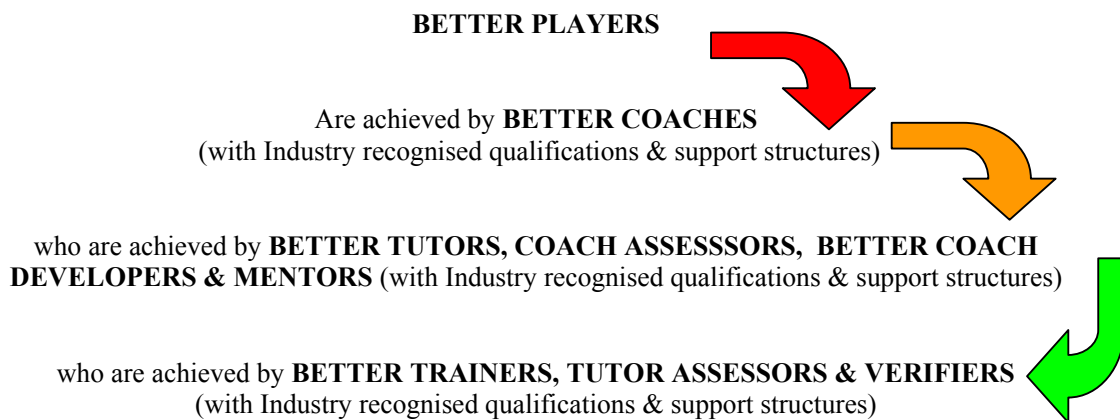 BETTER PLAYERS
Are achieved by BETTER COACHES
(with Industry recognised qualifications & support structures)
who are achieved by BETTER TUTORS, COACH ASSESSSORS, BETTER COACH
DEVELOPERS & MENTORS (with Industry recognised qualifications & support structures)
who are achieved by BETTER TRAINERS, TUTOR ASSESSORS & VERIFIERS
(with Industry recognised qualifications & support structures)